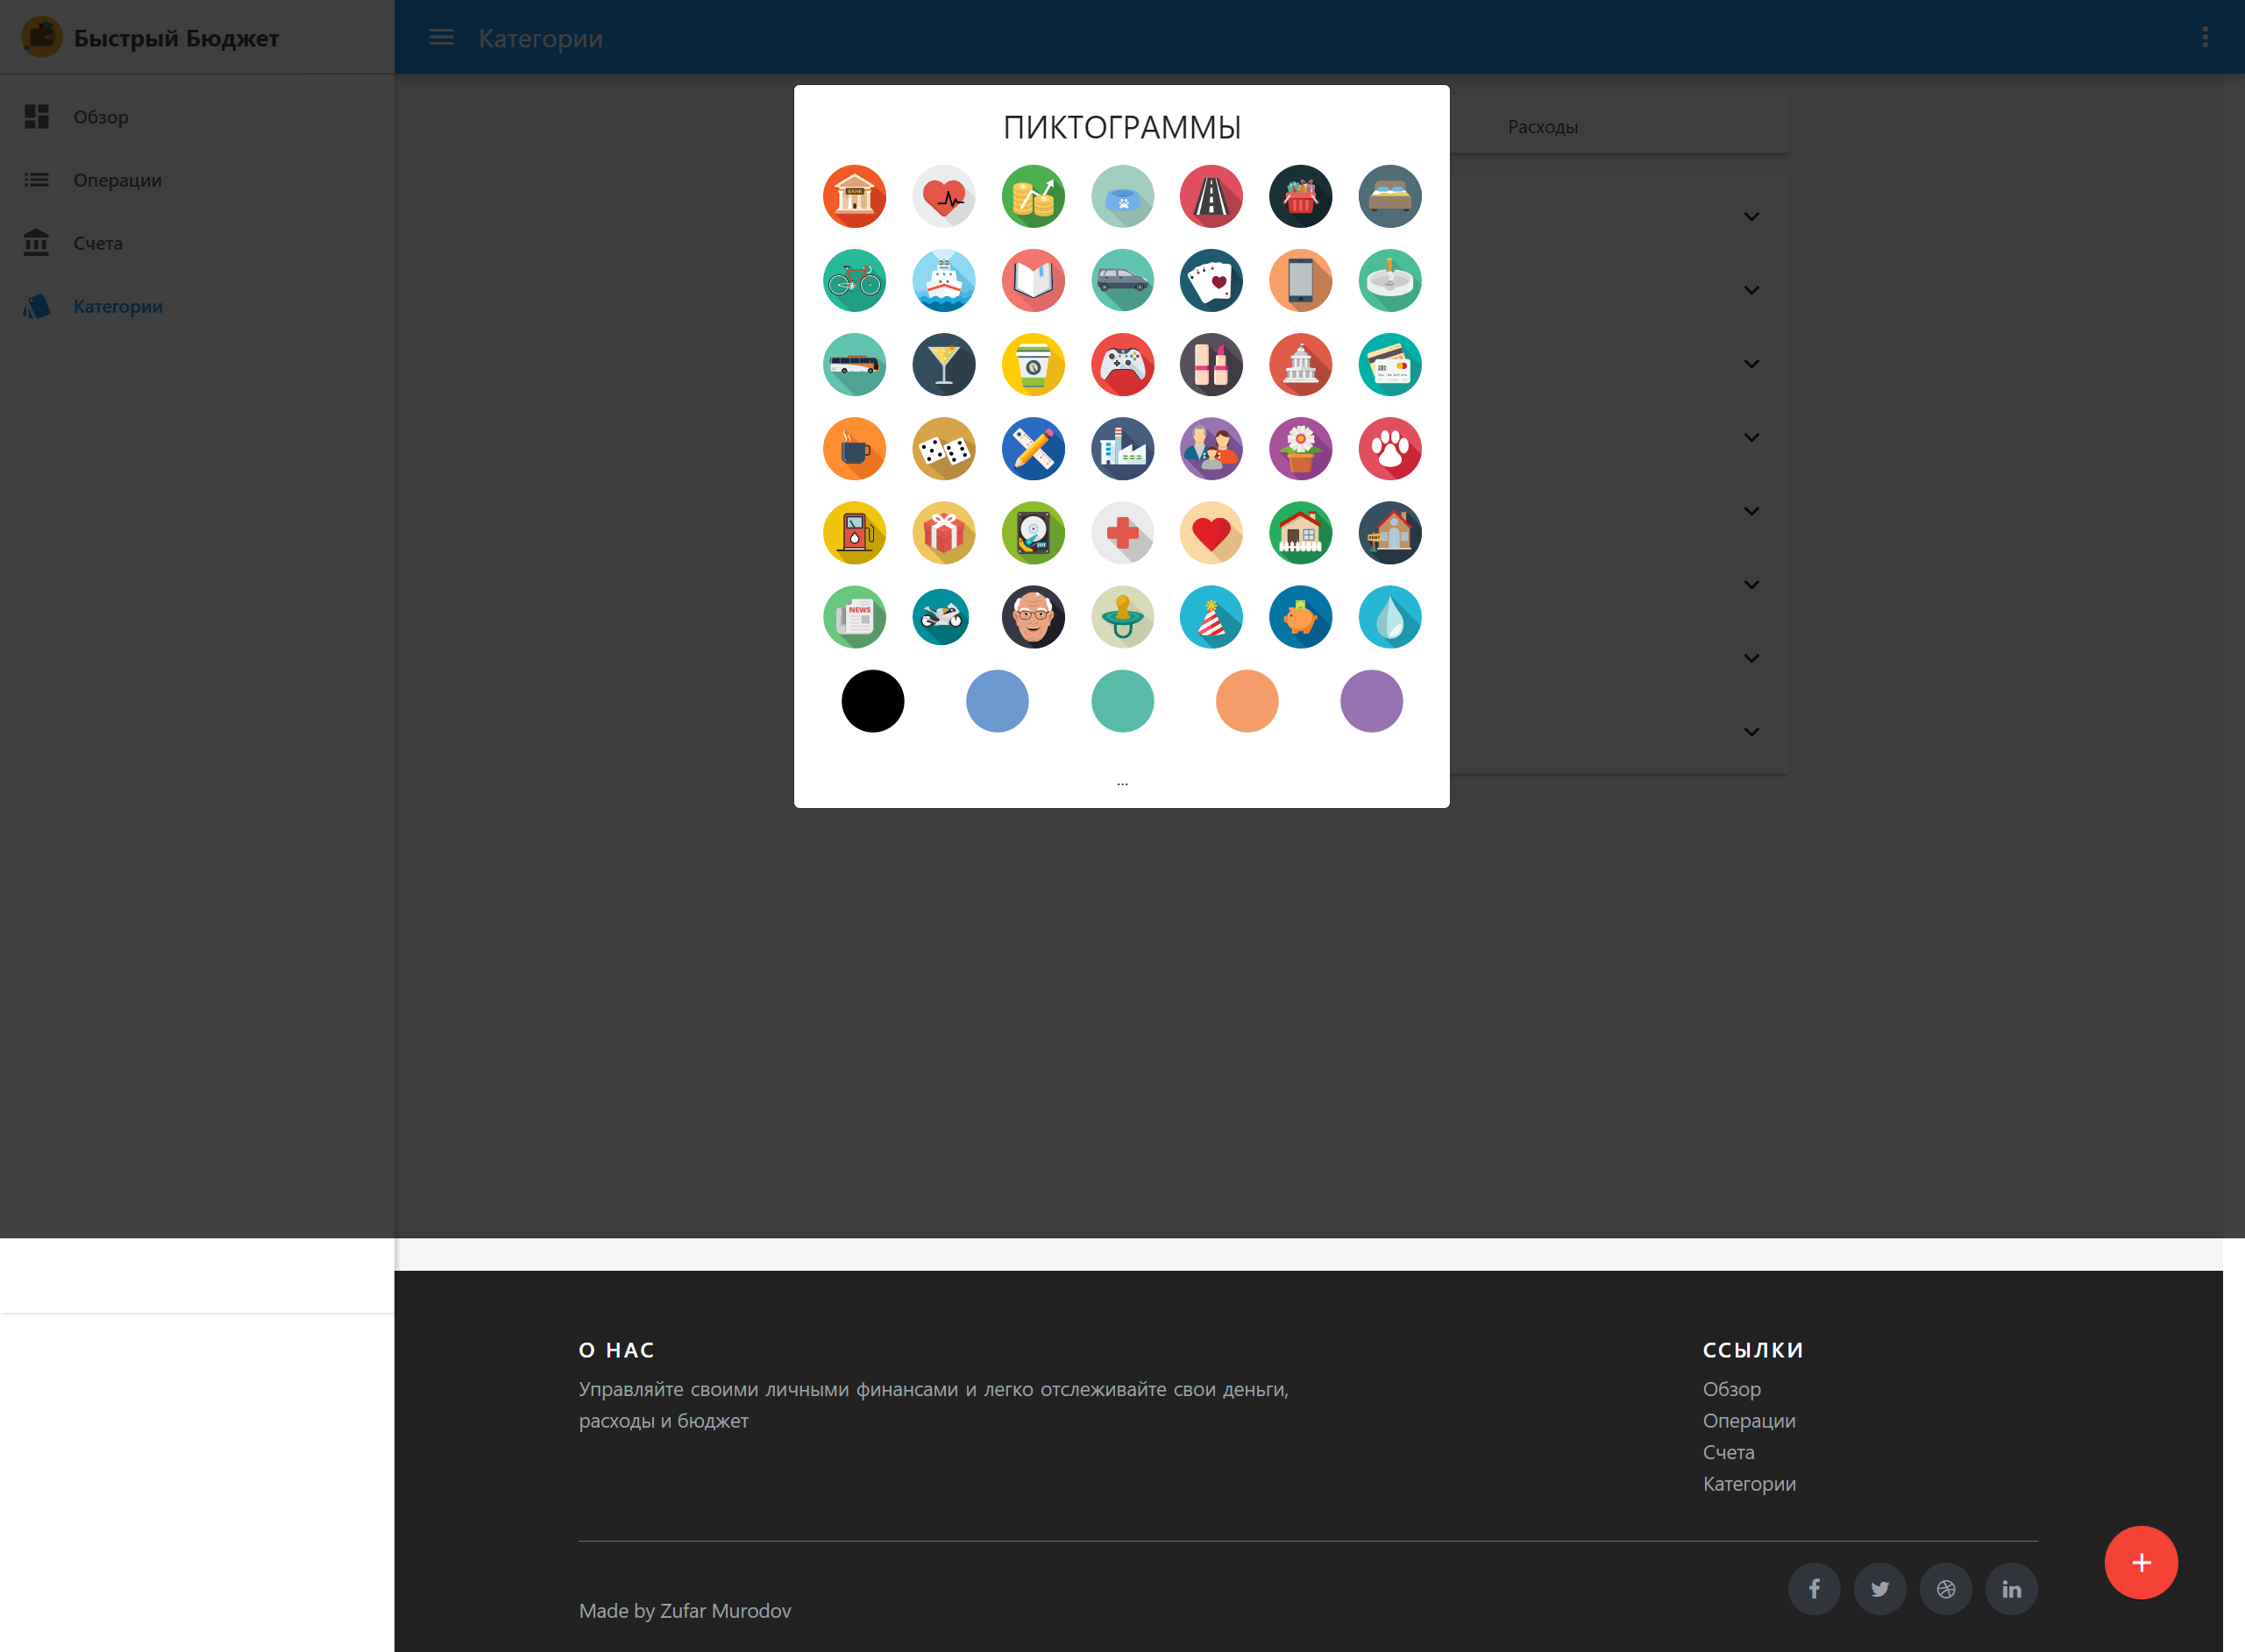 Быстрый Бюджет
Категории
Обзор
Операции
Счета
Категории
Расходы
ПИКТОГРАММЫ
BANK
RENT
NEWS
...
О НАС
Управляйте своими личными финансами и легко отслеживайте свои деньги,
расходы и бюджет
ССЫЛКИ
Обзор
Операции
Счета
Категории
Made by Zufar Murodov